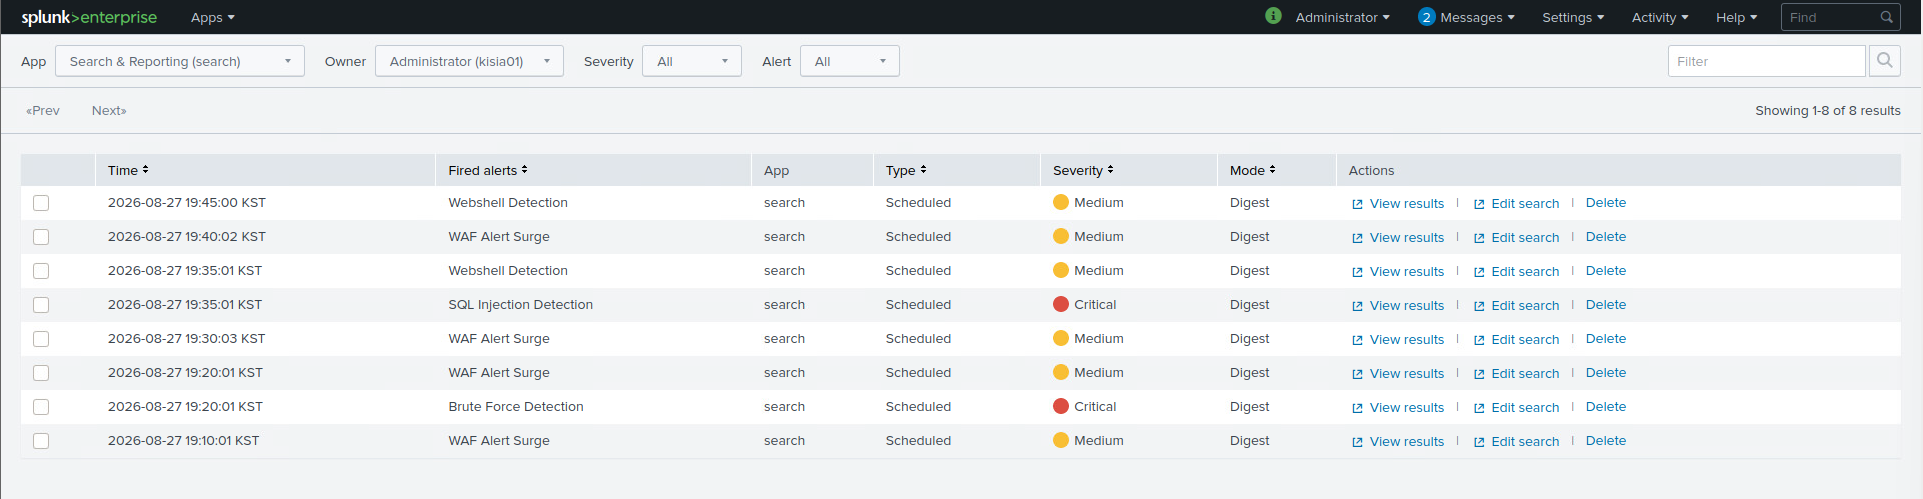 splunk>enterprise Apps i Administrator 2 Messages Settings Activity Help Find
App Search & Reporting (search) Owner Administrator (kisia01) Severity All Alert All Filter
«Prev Next» Showing 1-8 of 8 results
Time Fired alerts App Type Severity Mode Actions
2026-08-27 19:45:00 KST Webshell Detection search Scheduled Medium Digest View results | Edit search | Delete
2026-08-27 19:40:02 KST WAF Alert Surge search Scheduled Medium Digest View results | Edit search | Delete
2026-08-27 19:35:01 KST Webshell Detection search Scheduled Medium Digest View results | Edit search | Delete
2026-08-27 19:35:01 KST SQL Injection Detection search Scheduled Critical Digest View results | Edit search | Delete
2026-08-27 19:30:03 KST WAF Alert Surge search Scheduled Medium Digest View results | Edit search | Delete
2026-08-27 19:20:01 KST WAF Alert Surge search Scheduled Medium Digest View results | Edit search | Delete
2026-08-27 19:20:01 KST Brute Force Detection search Scheduled Critical Digest View results | Edit search | Delete
2026-08-27 19:10:01 KST WAF Alert Surge search Scheduled Medium Digest View results | Edit search | Delete